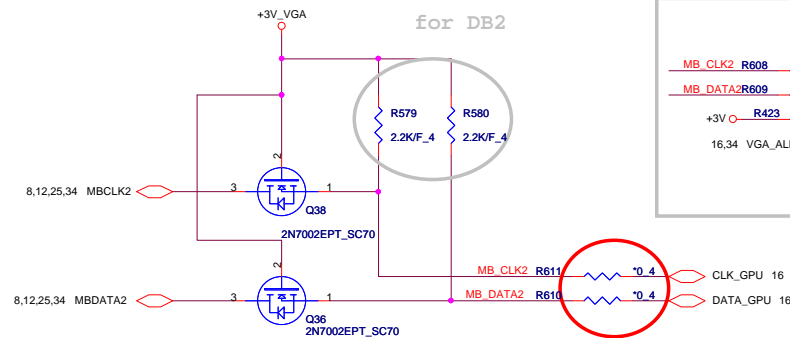 +3V_VGA
for DB2
MB_CLK2 R608
MB_DATA2 R609
+3V R423
16,34 VGA_AL
R579
2.2K/F_4
R580
2.2K/F_4
2
8,12,25,34 MBCLK2
3
1
Q38
2N7002EPT_SC70
2
8,12,25,34 MBDATA2
3
1
Q36
2N7002EPT_SC70
MB_CLK2 R611 *0_4 CLK_GPU 16
MB_DATA2 R610 *0_4 DATA_GPU 16